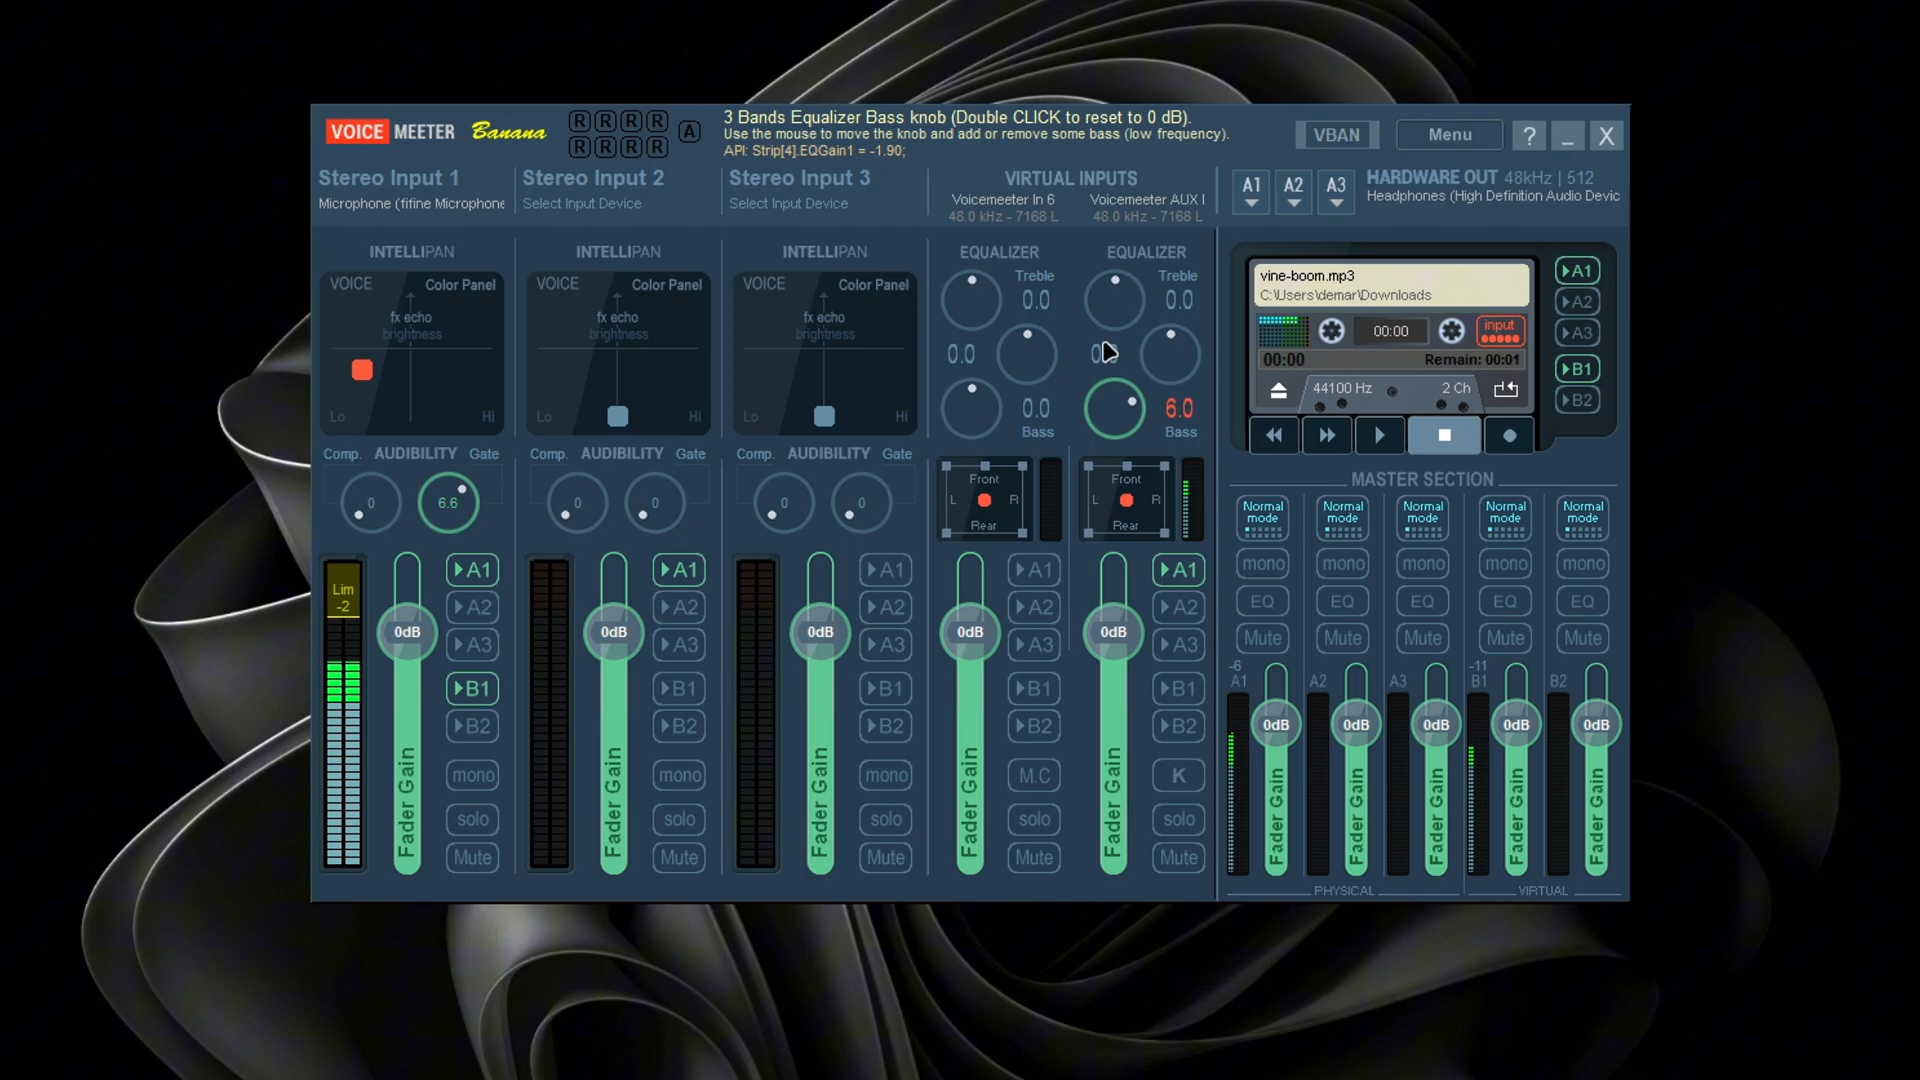 VOICE MEETER Banana
R R R R
R R R R
A
3 Bands Equalizer Bass knob (Double CLICK to reset to 0 dB).
Use the mouse to move the knob and add or remove some bass (low frequency).
API: Strip[4].EQGain1 = -1.90;
VBAN
Menu
?
_
X
Stereo Input 1
Microphone (fifine Microphone
Stereo Input 2
Select Input Device
Stereo Input 3
Select Input Device
VIRTUAL INPUTS
Voicemeeter In 6
48.0 kHz - 7168 L
Voicemeeter AUX I
48.0 kHz - 7168 L
A1
A2
A3
HARDWARE OUT 48kHz | 512
Headphones (High Definition Audio Devic
INTELLIPAN
VOICE
Color Panel
fx echo
brightness
Lo
Hi
INTELLIPAN
VOICE
Color Panel
fx echo
brightness
Lo
Hi
INTELLIPAN
VOICE
Color Panel
fx echo
brightness
Lo
Hi
EQUALIZER
Treble
0.0
0.0
0.0
Bass
EQUALIZER
Treble
0.0
6.0
Bass
vine-boom.mp3
C:\Users\demar\Downloads
00:00
input
00:00
Remain: 00:01
44100 Hz
2 Ch
A1
A2
A3
B1
B2
Comp. AUDIBILITY Gate
0
6.6
Comp. AUDIBILITY Gate
0
0
Comp. AUDIBILITY Gate
0
0
Front
L
R
Rear
Front
L
R
Rear
Lim
-2
0dB
Fader Gain
A1
A2
A3
B1
B2
mono
solo
Mute
0dB
Fader Gain
A1
A2
A3
B1
B2
mono
solo
Mute
0dB
Fader Gain
A1
A2
A3
B1
B2
mono
solo
Mute
0dB
Fader Gain
A1
A2
A3
B1
B2
M.C
solo
Mute
0dB
Fader Gain
A1
A2
A3
B1
B2
K
solo
Mute
MASTER SECTION
Normal mode
mono
EQ
Mute
-6
A1
0dB
Fader Gain
Normal mode
mono
EQ
Mute
A2
0dB
Fader Gain
Normal mode
mono
EQ
Mute
A3
0dB
Fader Gain
Normal mode
mono
EQ
Mute
-11
B1
0dB
Fader Gain
Normal mode
mono
EQ
Mute
B2
0dB
Fader Gain
PHYSICAL
VIRTUAL